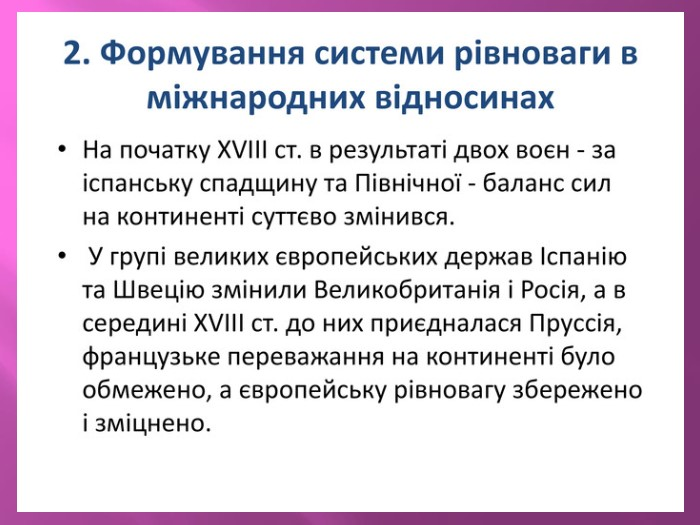 2. Формування системи рівноваги в
міжнародних відносинах
• На початку XVIII ст. в результаті двох воєн - за
іспанську спадщину та Північної - баланс сил
на континенті суттєво змінився.
• У групі великих європейських держав Іспанію
та Швецію змінили Великобританія і Росія, а в
середині XVIII ст. до них приєдналася Пруссія,
французьке переважання на континенті було
обмежено, а європейську рівновагу збережено
і зміцнено.